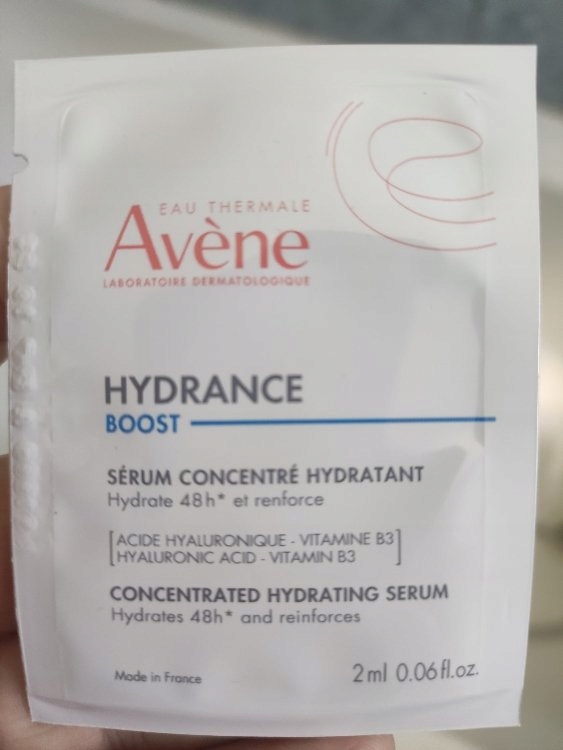 EAU THERMALE
Avène
LABORATOIRE DERMATOLOGIQUE
HYDRANCE
BOOST
SÉRUM CONCENTRÉ HYDRATANT
Hydrate 48h* et renforce
[ACIDE HYALURONIQUE - VITAMINE B3
HYALURONIC ACID - VITAMIN B3]
CONCENTRATED HYDRATING SERUM
Hydrates 48h* and reinforces
Made in France
2ml 0.06fl.oz.